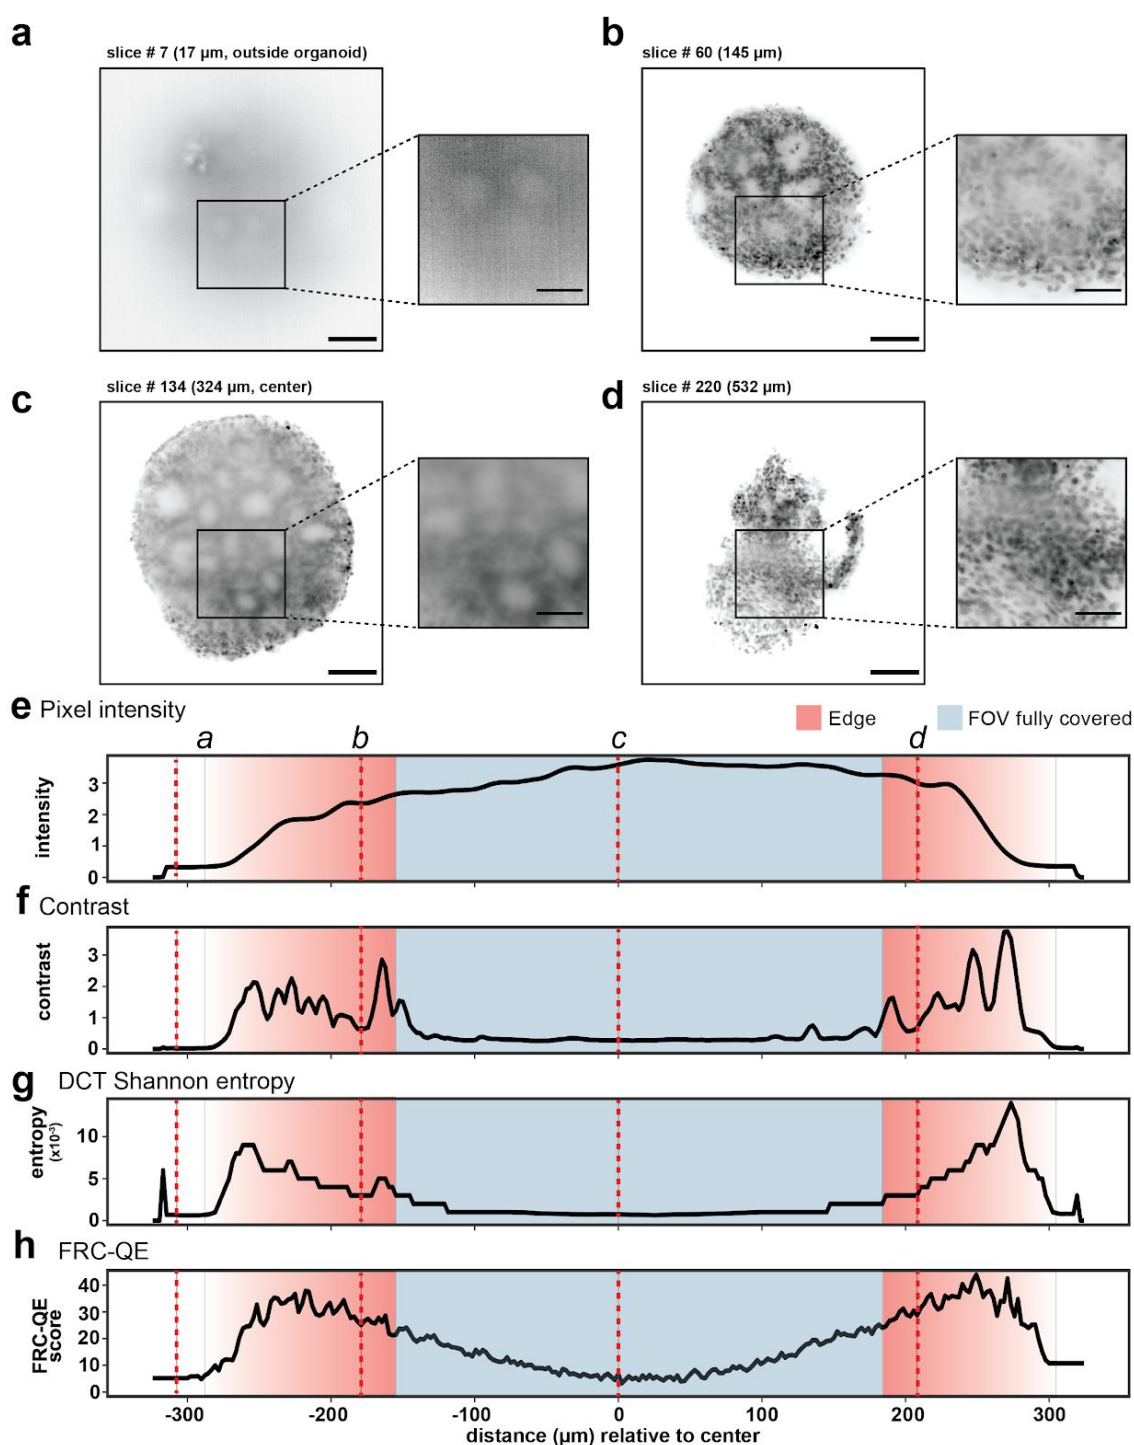 a
slice # 7 (17 µm, outside organoid)
b
slice # 60 (145 µm)
c
slice # 134 (324 µm, center)
d
slice # 220 (532 µm)
e Pixel intensity
Edge
FOV fully covered
a b c d
intensity
3
2
1
0
f Contrast
contrast
3
2
1
0
g DCT Shannon entropy
entropy
(x10⁻³)
10
5
0
h FRC-QE
FRC-QE
score
40
30
20
10
0
-300 -200 -100 0 100 200 300
distance (µm) relative to center